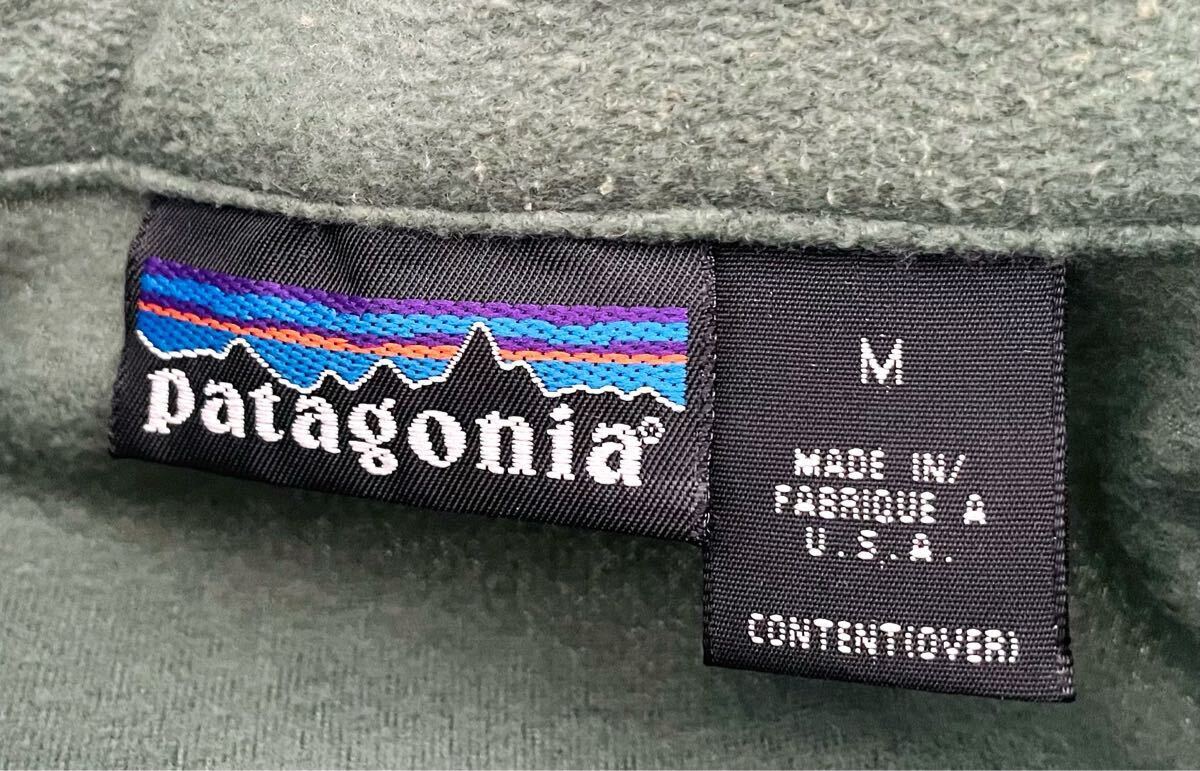 patagonia®
M
MADE IN/
FABRIQUE A
U.S.A.
CONTENT(OVER)